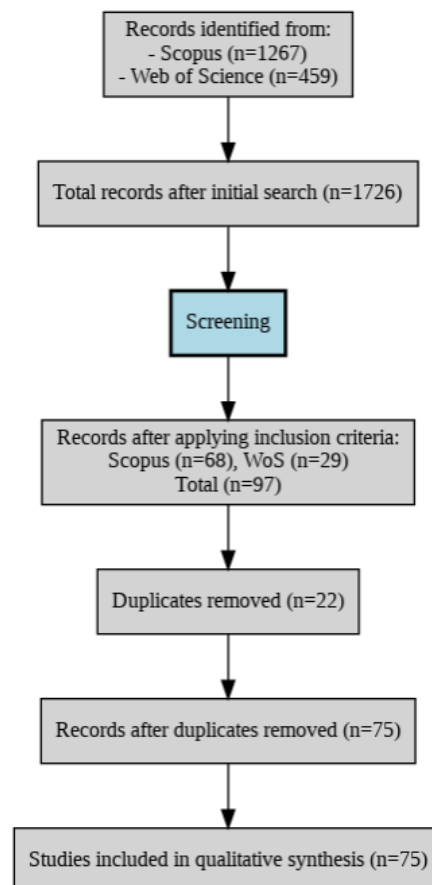 Records identified from:
- Scopus (n=1267)
- Web of Science (n=459)
Total records after initial search (n=1726)
Screening
Records after applying inclusion criteria:
Scopus (n=68), WoS (n=29)
Total (n=97)
Duplicates removed (n=22)
Records after duplicates removed (n=75)
Studies included in qualitative synthesis (n=75)